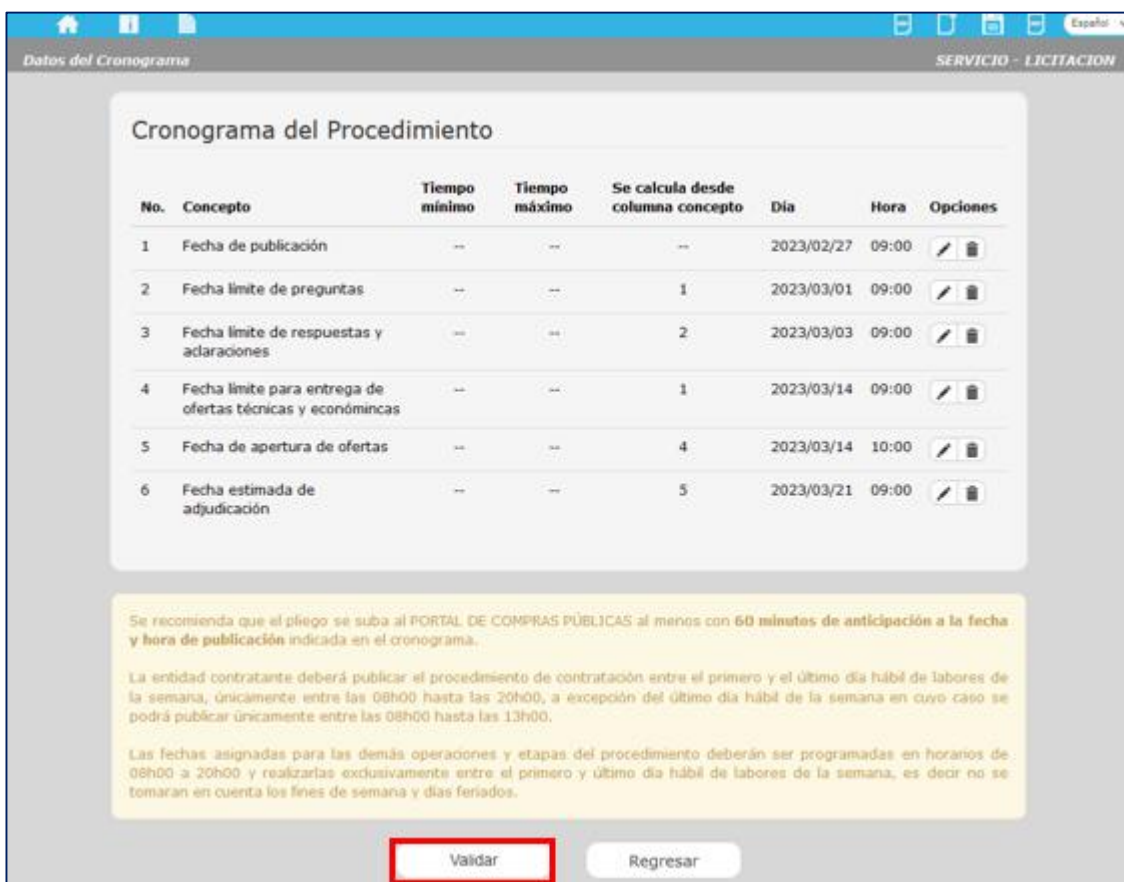 Español
Datos del Cronograma SERVICIO - LICITACION
Cronograma del Procedimiento
No. Concepto Tiempo mínimo Tiempo máximo Se calcula desde columna concepto Día Hora Opciones
1 Fecha de publicación -- -- -- 2023/02/27 09:00
2 Fecha límite de preguntas -- -- 1 2023/03/01 09:00
3 Fecha límite de respuestas y -- -- 2 2023/03/03 09:00
aclaraciones
4 Fecha límite para entrega de -- -- 1 2023/03/14 09:00
ofertas técnicas y económincas
5 Fecha de apertura de ofertas -- -- 4 2023/03/14 10:00
6 Fecha estimada de -- -- 5 2023/03/21 09:00
adjudicación
Se recomienda que el pliego se suba al PORTAL DE COMPRAS PÚBLICAS al menos con 60 minutos de anticipación a la fecha
y hora de publicación indicada en el cronograma.
La entidad contratante deberá publicar el procedimiento de contratación entre el primero y el último día hábil de labores de
la semana, únicamente entre las 08h00 hasta las 20h00, a excepción del último día hábil de la semana en cuyo caso se
podrá publicar únicamente entre las 08h00 hasta las 13h00.
Las fechas asignadas para las demás operaciones y etapas del procedimiento deberán ser programadas en horarios de
08h00 a 20h00 y realizarlas exclusivamente entre el primero y último día hábil de labores de la semana, es decir no se
tomaran en cuenta los fines de semana y días feriados.
Validar Regresar